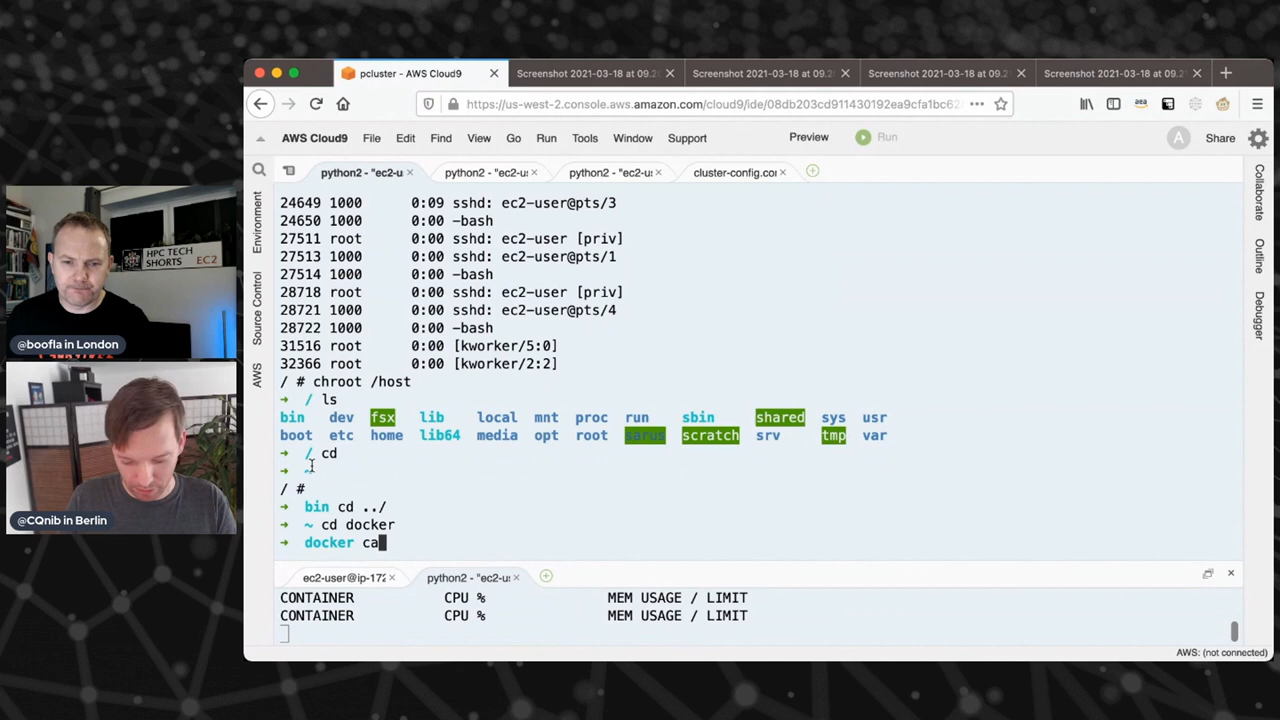 pcluster - AWS Cloud9
Screenshot 2021-03-18 at 09.2
Screenshot 2021-03-18 at 09.2
Screenshot 2021-03-18 at 09.2
Screenshot 2021-03-18 at 09.2
https://us-west-2.console.aws.amazon.com/cloud9/ide/08db203cd911430192ea9cfa1bc62
AWS Cloud9 File Edit Find View Go Run Tools Window Support Preview Run A Share
python2 - "ec2-u
python2 - "ec2-u
python2 - "ec2-u
cluster-config.con
Environment
Source Control
AWS
Collaborate
Outline
Debugger
24649 1000 0:09 sshd: ec2-user@pts/3
24650 1000 0:00 -bash
27511 root 0:00 sshd: ec2-user [priv]
27513 1000 0:00 sshd: ec2-user@pts/1
27514 1000 0:00 -bash
28718 root 0:00 sshd: ec2-user [priv]
28721 1000 0:00 sshd: ec2-user@pts/4
28722 1000 0:00 -bash
31516 root 0:00 [kworker/5:0]
32366 root 0:00 [kworker/2:2]
/ # chroot /host
➜ / ls
bin dev fsx lib local mnt proc run sbin shared sys usr
boot etc home lib64 media opt root sarus scratch srv tmp var
➜ / cd
➜ ~
/ #
➜ bin cd ../
➜ ~ cd docker
➜ docker ca
ec2-user@ip-172
python2 - "ec2-us
CONTAINER CPU % MEM USAGE / LIMIT
CONTAINER CPU % MEM USAGE / LIMIT
AWS: (not connected)
HPC TECH
SHORTS EC2
@boofla in London
@CQnib in Berlin